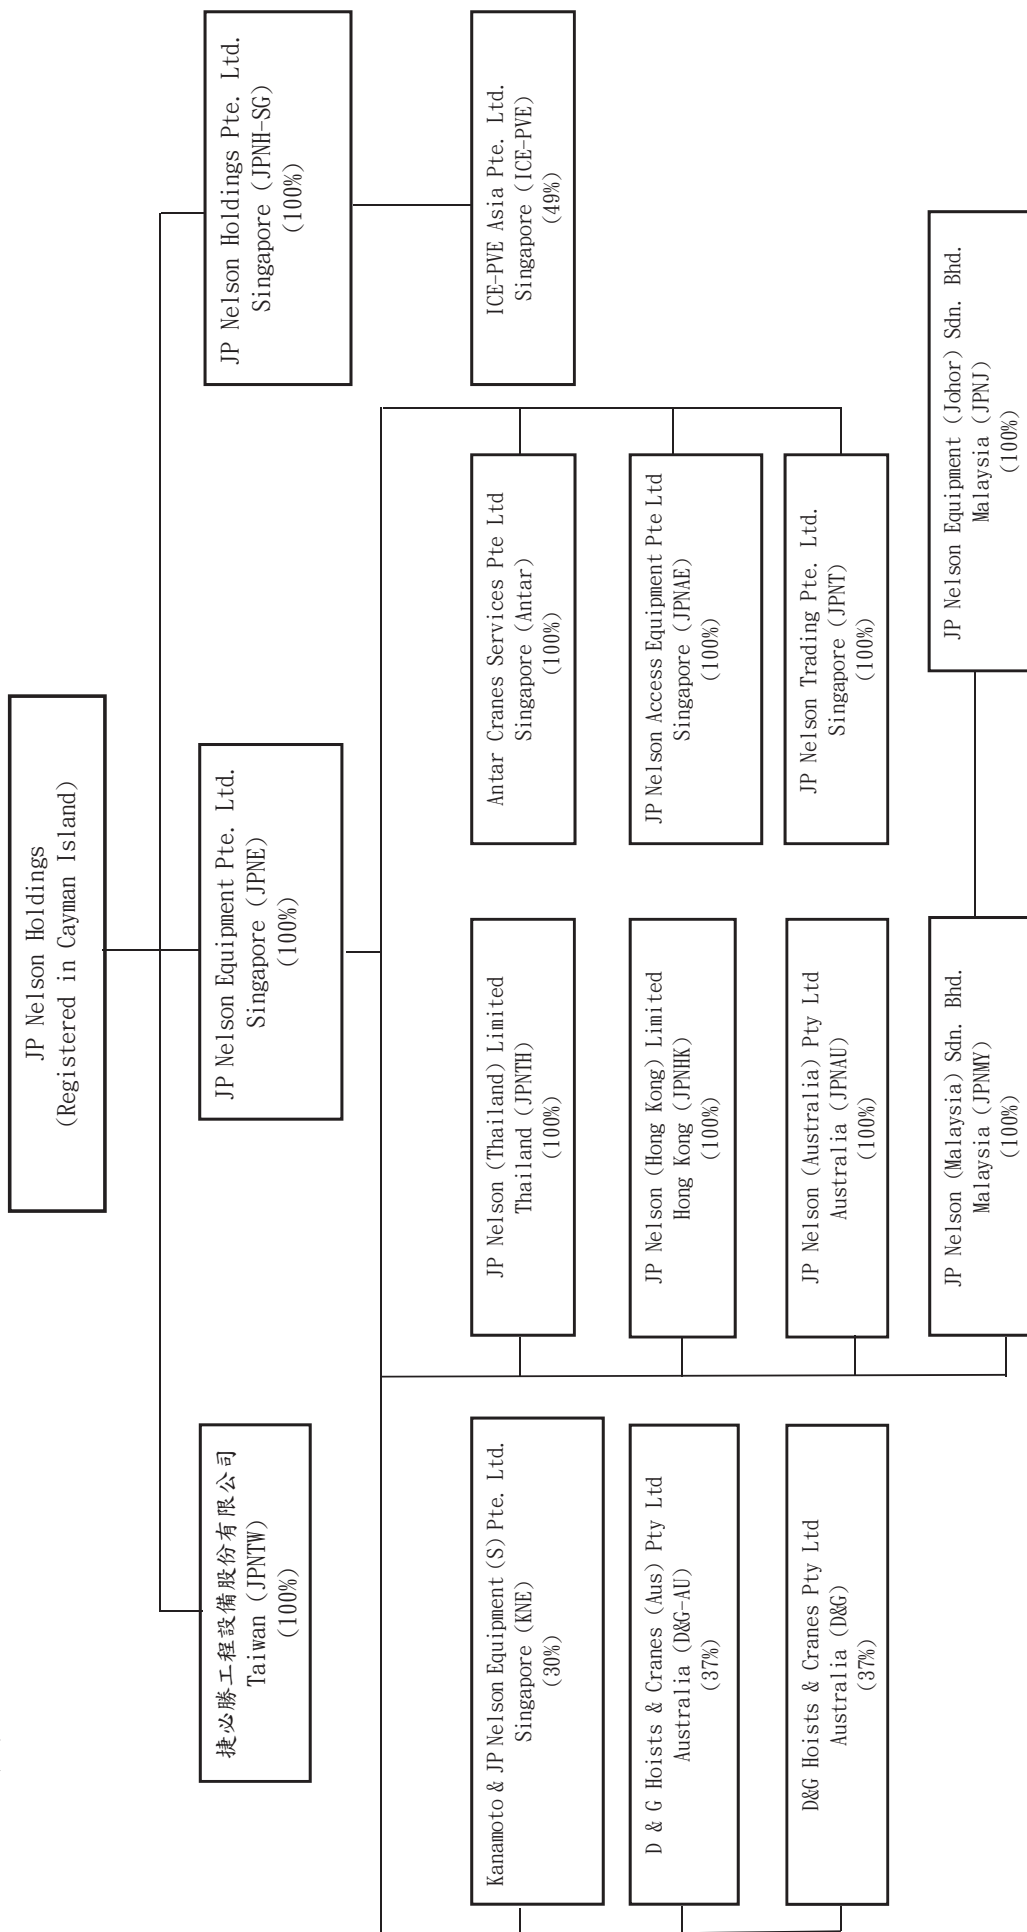 JP Nelson Holdings
(Registered in Cayman Island)
捷必勝工程設備股份有限公司
Taiwan (JPNTW)
(100%)
JP Nelson Equipment Pte. Ltd.
Singapore (JPNE)
(100%)
JP Nelson Holdings Pte. Ltd.
Singapore (JPNH-SG)
(100%)
Kanamoto & JP Nelson Equipment (S) Pte. Ltd.
Singapore (KNE)
(30%)
JP Nelson (Thailand) Limited
Thailand (JPNTH)
(100%)
Antar Cranes Services Pte Ltd
Singapore (Antar)
(100%)
ICE-PVE Asia Pte. Ltd.
Singapore (ICE-PVE)
(49%)
D & G Hoists & Cranes (Aus) Pty Ltd
Australia (D&G-AU)
(37%)
JP Nelson (Hong Kong) Limited
Hong Kong (JPNHK)
(100%)
JP Nelson Access Equipment Pte Ltd
Singapore (JPNAE)
(100%)
D&G Hoists & Cranes Pty Ltd
Australia (D&G)
(37%)
JP Nelson (Australia) Pty Ltd
Australia (JPNAU)
(100%)
JP Nelson Trading Pte. Ltd.
Singapore (JPNT)
(100%)
JP Nelson (Malaysia) Sdn. Bhd.
Malaysia (JPNMY)
(100%)
JP Nelson Equipment (Johor) Sdn. Bhd.
Malaysia (JPNJ)
(100%)